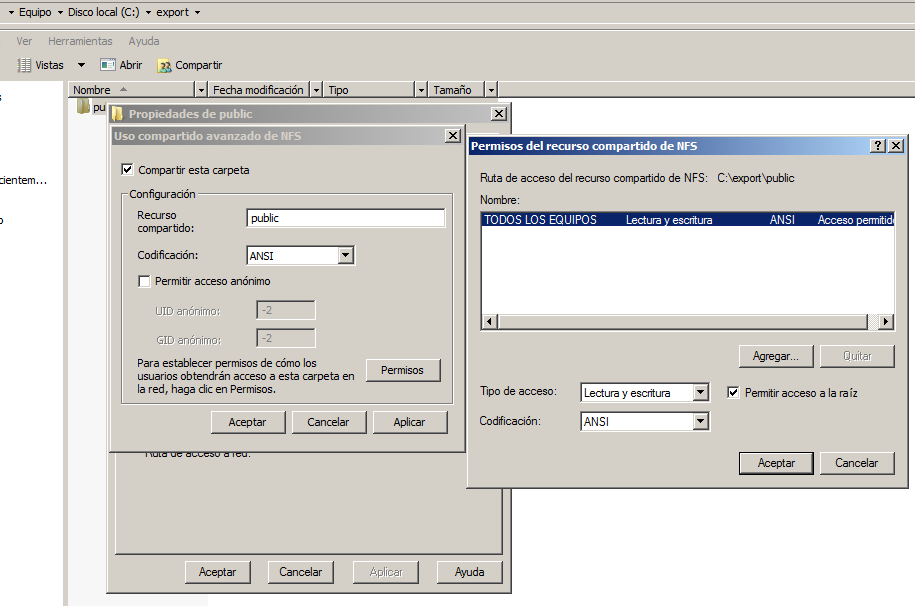 Equipo Disco local (C:) export
Ver Herramientas Ayuda
Vistas Abrir Compartir
Nombre Fecha modificación Tipo Tamaño
pu
cientem...
Propiedades de public
Uso compartido avanzado de NFS
Compartir esta carpeta
Configuración
Recurso
compartido:
public
Codificación:
ANSI
Permitir acceso anónimo
UID anónimo:
-2
GID anónimo:
-2
Para establecer permisos de cómo los
usuarios obtendrán acceso a esta carpeta en
la red, haga clic en Permisos.
Permisos
Aceptar Cancelar Aplicar
Ruta de acceso a red:
Aceptar Cancelar Aplicar Ayuda
Permisos del recurso compartido de NFS
Ruta de acceso del recurso compartido de NFS: C:\export\public
Nombre:
TODOS LOS EQUIPOS Lectura y escritura ANSI Acceso permitido
Agregar... Quitar
Tipo de acceso: Lectura y escritura Permitir acceso a la raíz
Codificación: ANSI
Aceptar Cancelar